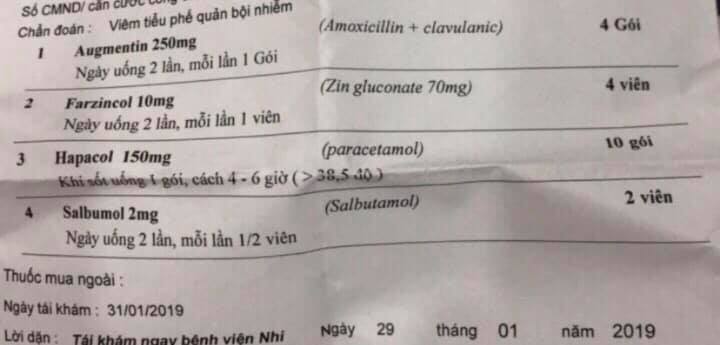 Số CMND/ căn cước công
Chẩn đoán : Viêm tiểu phế quản bội nhiễm
1 Augmentin 250mg (Amoxicillin + clavulanic) 4 Gói
Ngày uống 2 lần, mỗi lần 1 Gói
2 Farzincol 10mg (Zin gluconate 70mg) 4 viên
Ngày uống 2 lần, mỗi lần 1 viên
3 Hapacol 150mg (paracetamol) 10 gói
Khi sốt uống 1 gói, cách 4 - 6 giờ ( > 38,5 độ )
4 Salbumol 2mg (Salbutamol) 2 viên
Ngày uống 2 lần, mỗi lần 1/2 viên
Thuốc mua ngoài :
Ngày tái khám : 31/01/2019
Lời dặn : Tái khám ngay bệnh viện Nhi Ngày 29 tháng 01 năm 2019